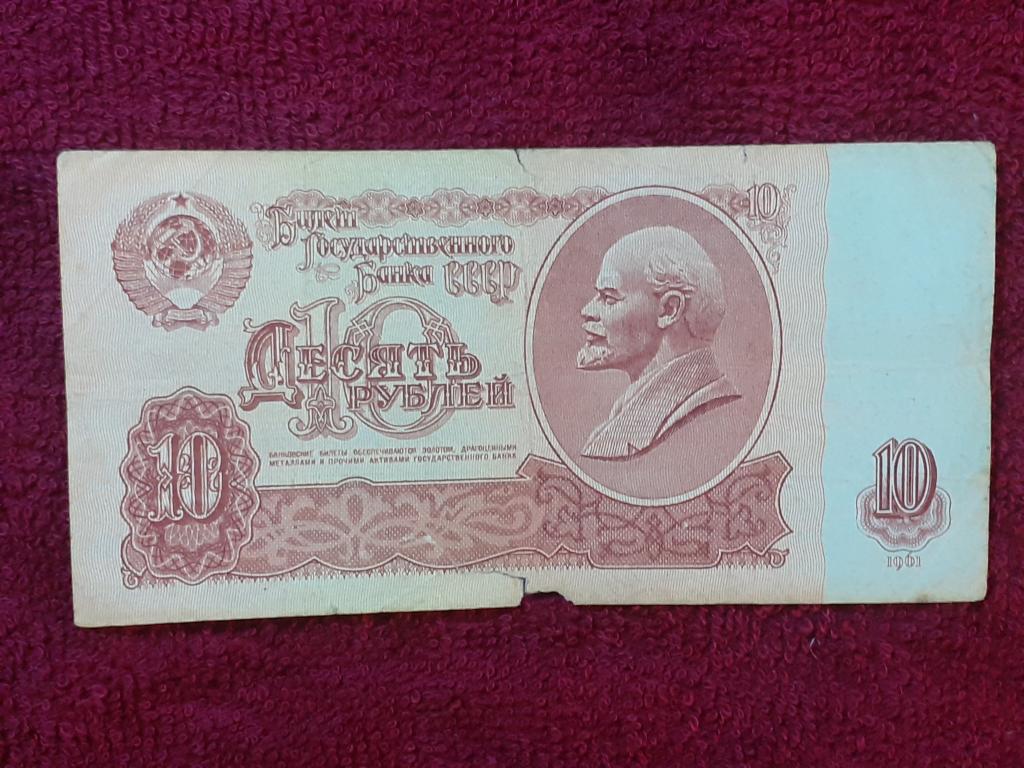 Билет
Государственного
Банка СССР
10
10
Десять
рублей
БАНКОВСКИЕ БИЛЕТЫ ОБЕСПЕЧИВАЮТСЯ ЗОЛОТОМ, ДРАГОЦЕННЫМИ
МЕТАЛЛАМИ И ПРОЧИМИ АКТИВАМИ ГОСУДАРСТВЕННОГО БАНКА
10
10
1961